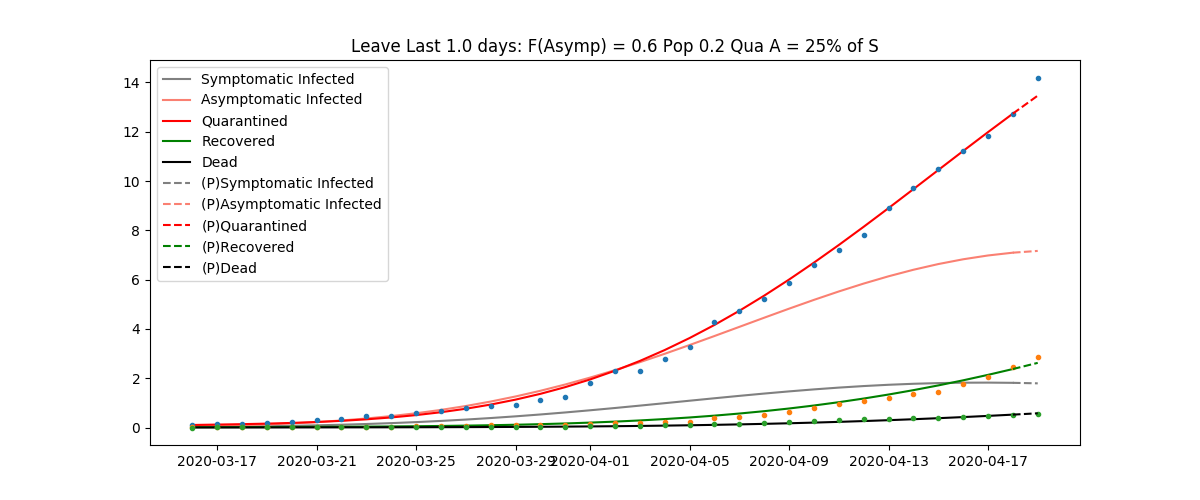 Leave Last 1.0 days: F(Asymp) = 0.6 Pop 0.2 Qua A = 25% of S
14
12
10
8
6
4
2
0
Symptomatic Infected
Asymptomatic Infected
Quarantined
Recovered
Dead
(P)Symptomatic Infected
(P)Asymptomatic Infected
(P)Quarantined
(P)Recovered
(P)Dead
2020-03-17 2020-03-21 2020-03-25 2020-03-29 2020-04-01 2020-04-05 2020-04-09 2020-04-13 2020-04-17